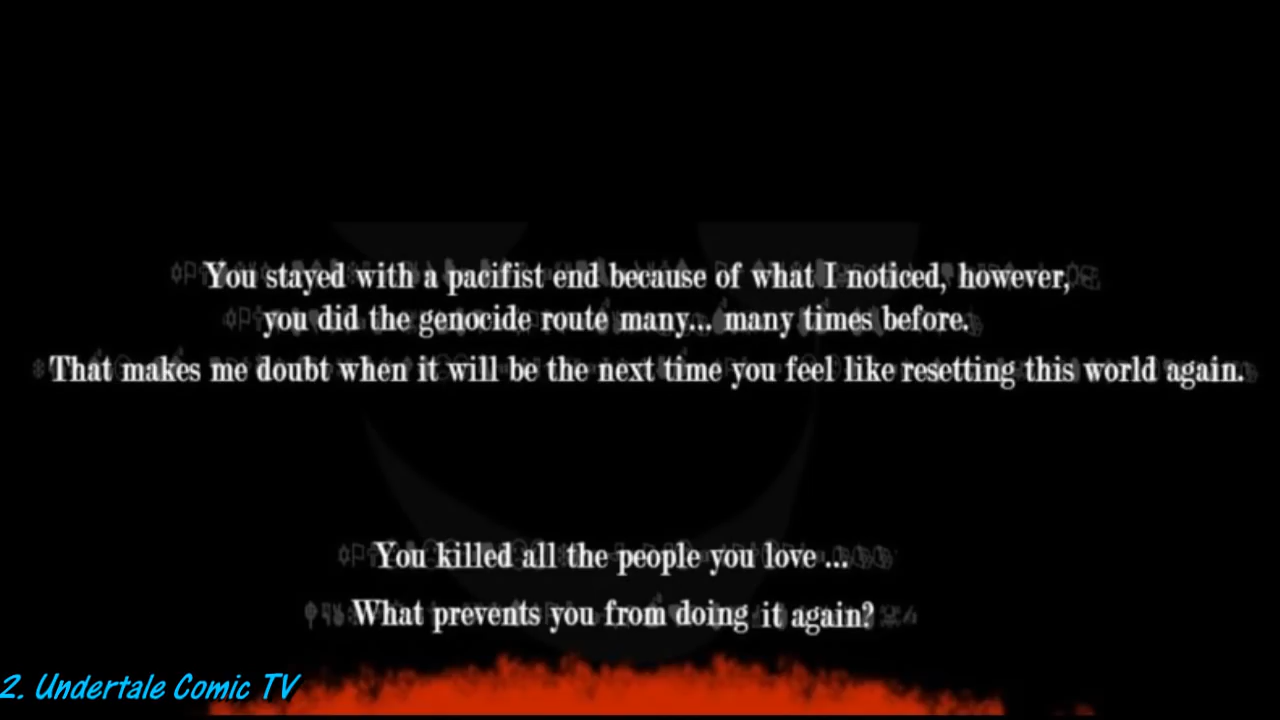 You stayed with a pacifist end because of what I noticed, however,
you did the genocide route many... many times before.
That makes me doubt when it will be the next time you feel like resetting this world again.
You killed all the people you love ...
What prevents you from doing it again?
2. Undertale Comic TV